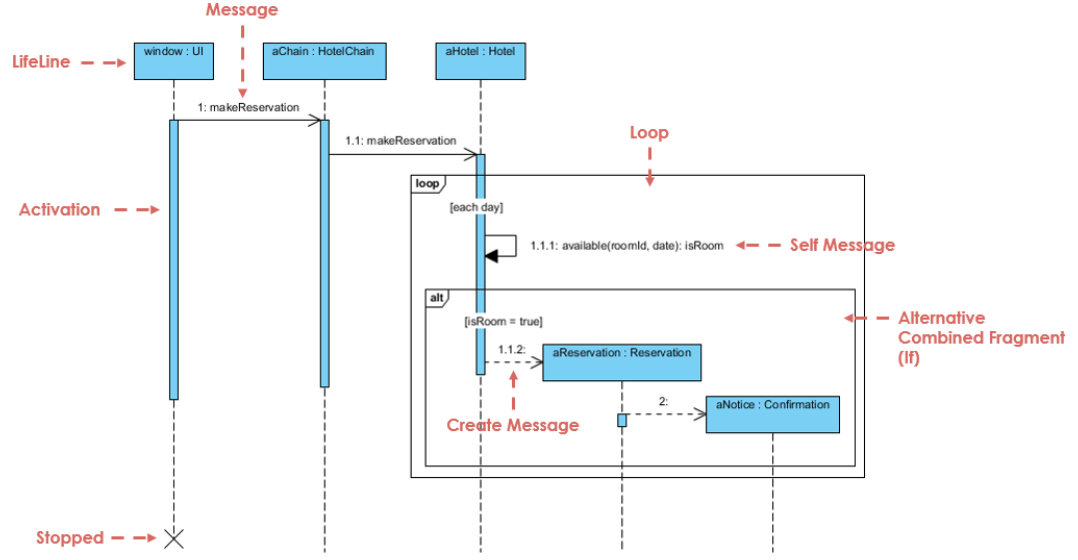 Message
LifeLine
window : UI
aChain : HotelChain
aHotel : Hotel
1: makeReservation
1.1: makeReservation
Loop
loop
[each day]
Activation
1.1.1: available(roomId, date): isRoom
Self Message
alt
[isRoom = true]
Alternative
Combined Fragment
(If)
1.1.2:
aReservation : Reservation
2:
aNotice : Confirmation
Create Message
Stopped